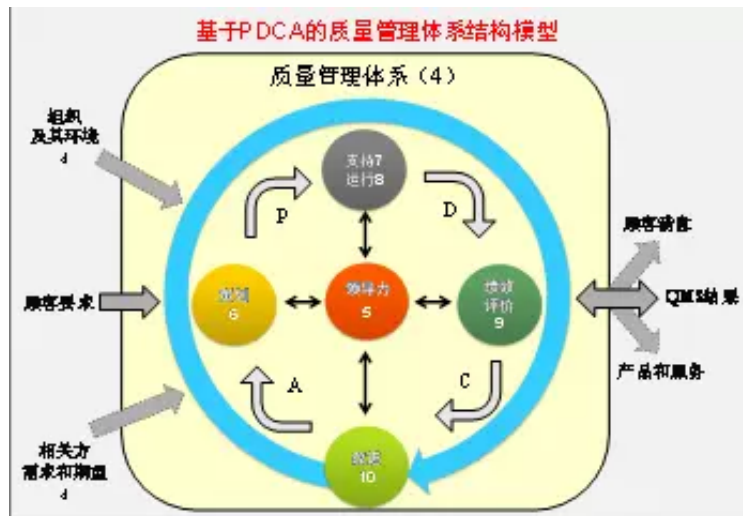 基于PDCA的质量管理体系结构模型
质量管理体系（4）
组织
及其环境
4
支持7
运行8
P
D
顾客满意
顾客要求
策划
6
领导力
5
绩效
评价
9
QMS结果
A
C
产品和服务
相关方
需求和期望
4
改进
10